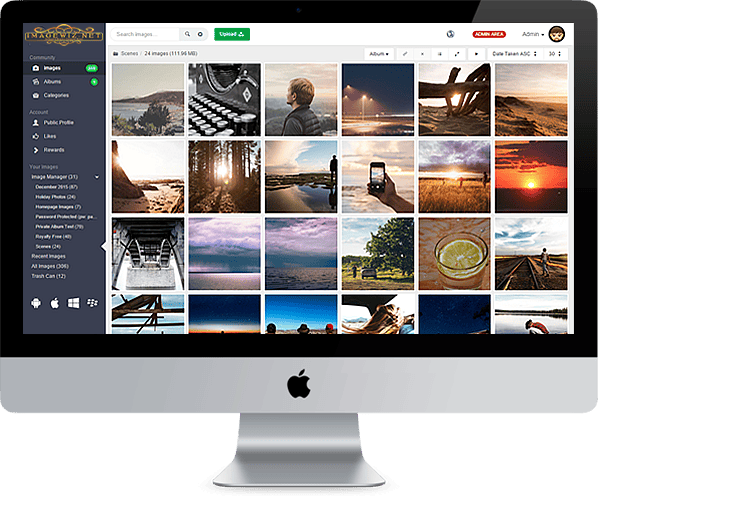 IMAGEWIZ.NET
Search images...
Upload
ADMIN AREA
Admin
Scenes / 24 images (111.96 MB)
Album
Date Taken ASC
30
Community
Images
Albums
Categories
Account
Public Profile
Likes
Rewards
Your Images
Image Manager (31)
December 2015 (87)
Holiday Photos (24)
Homepage Images (7)
Password Protected (per pa...
Private Album Test (78)
Royalty Free (48)
Scenes (24)
Recent Images
All Images (306)
Trash Can (12)